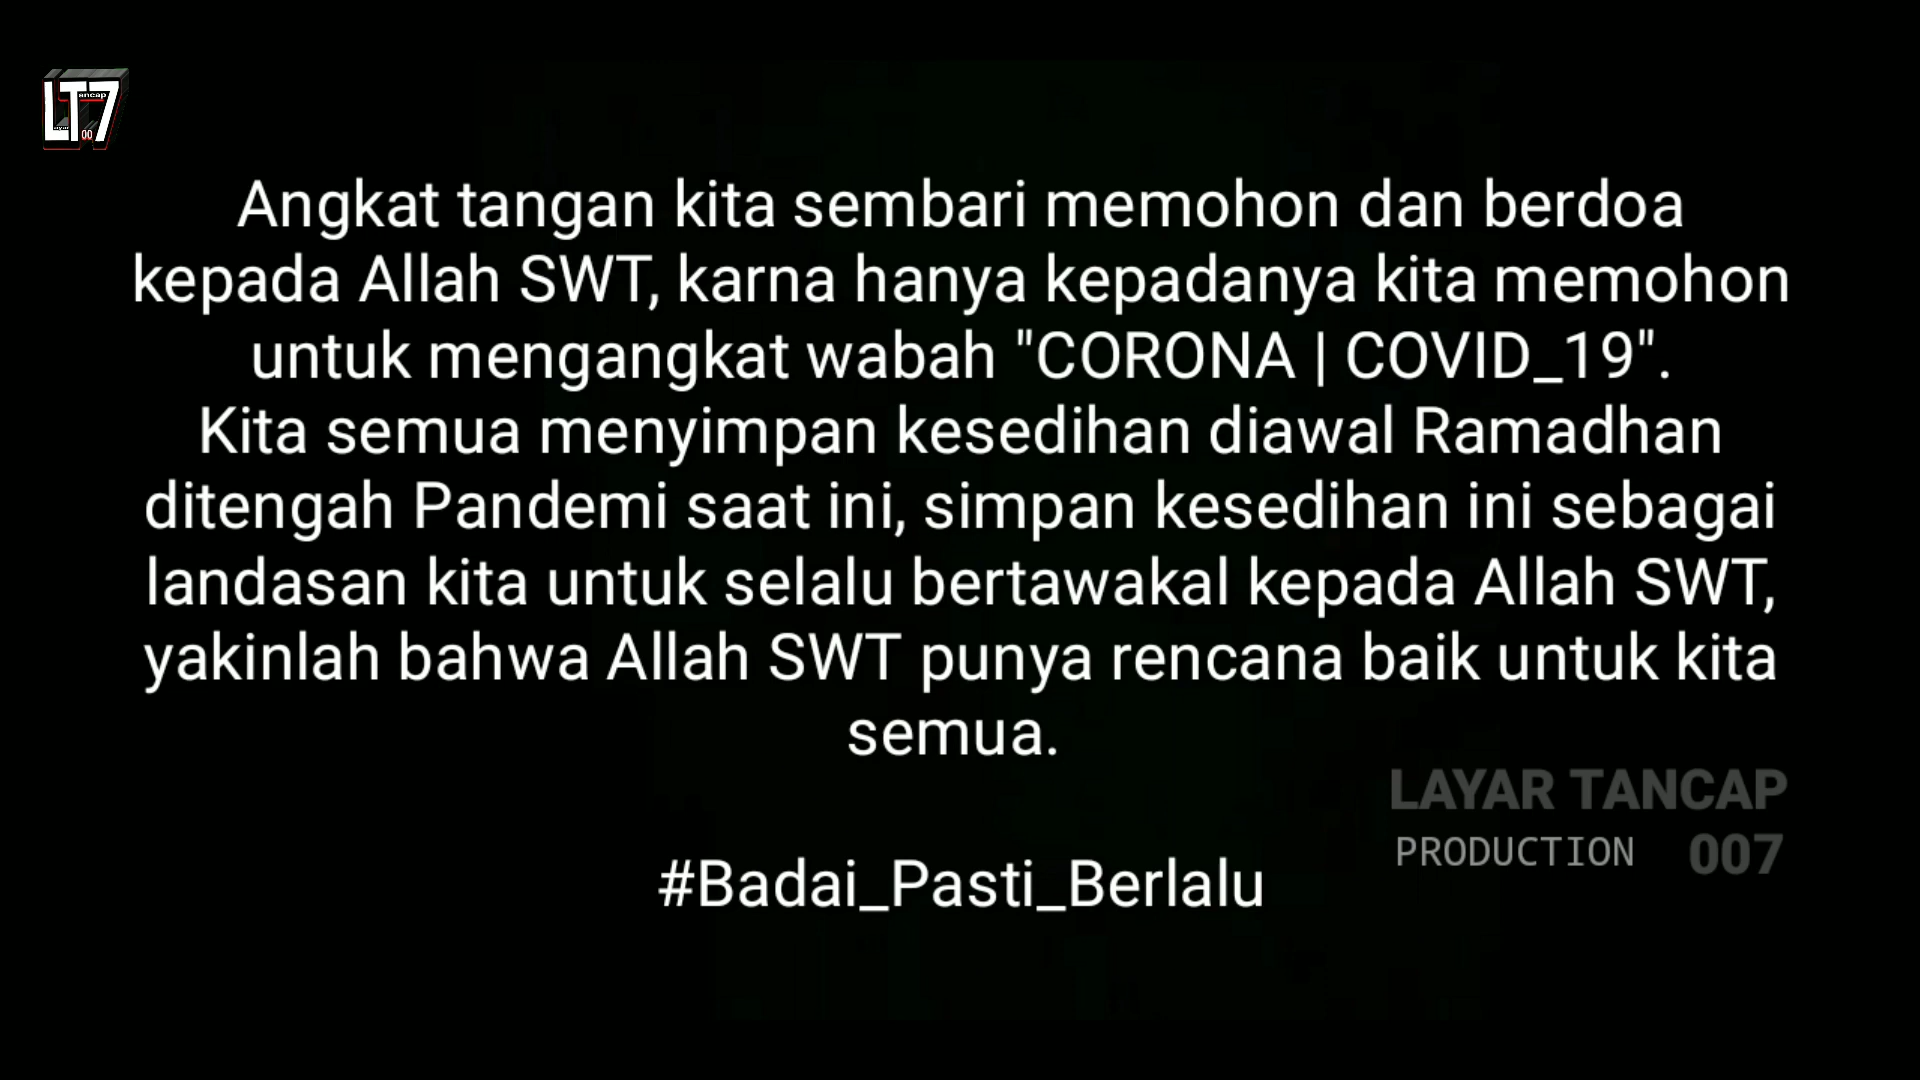 LT7
ancap
00
Angkat tangan kita sembari memohon dan berdoa
kepada Allah SWT, karna hanya kepadanya kita memohon
untuk mengangkat wabah "CORONA | COVID_19".
Kita semua menyimpan kesedihan diawal Ramadhan
ditengah Pandemi saat ini, simpan kesedihan ini sebagai
landasan kita untuk selalu bertawakal kepada Allah SWT,
yakinlah bahwa Allah SWT punya rencana baik untuk kita
semua.
LAYAR TANCAP
PRODUCTION 007
#Badai_Pasti_Berlalu